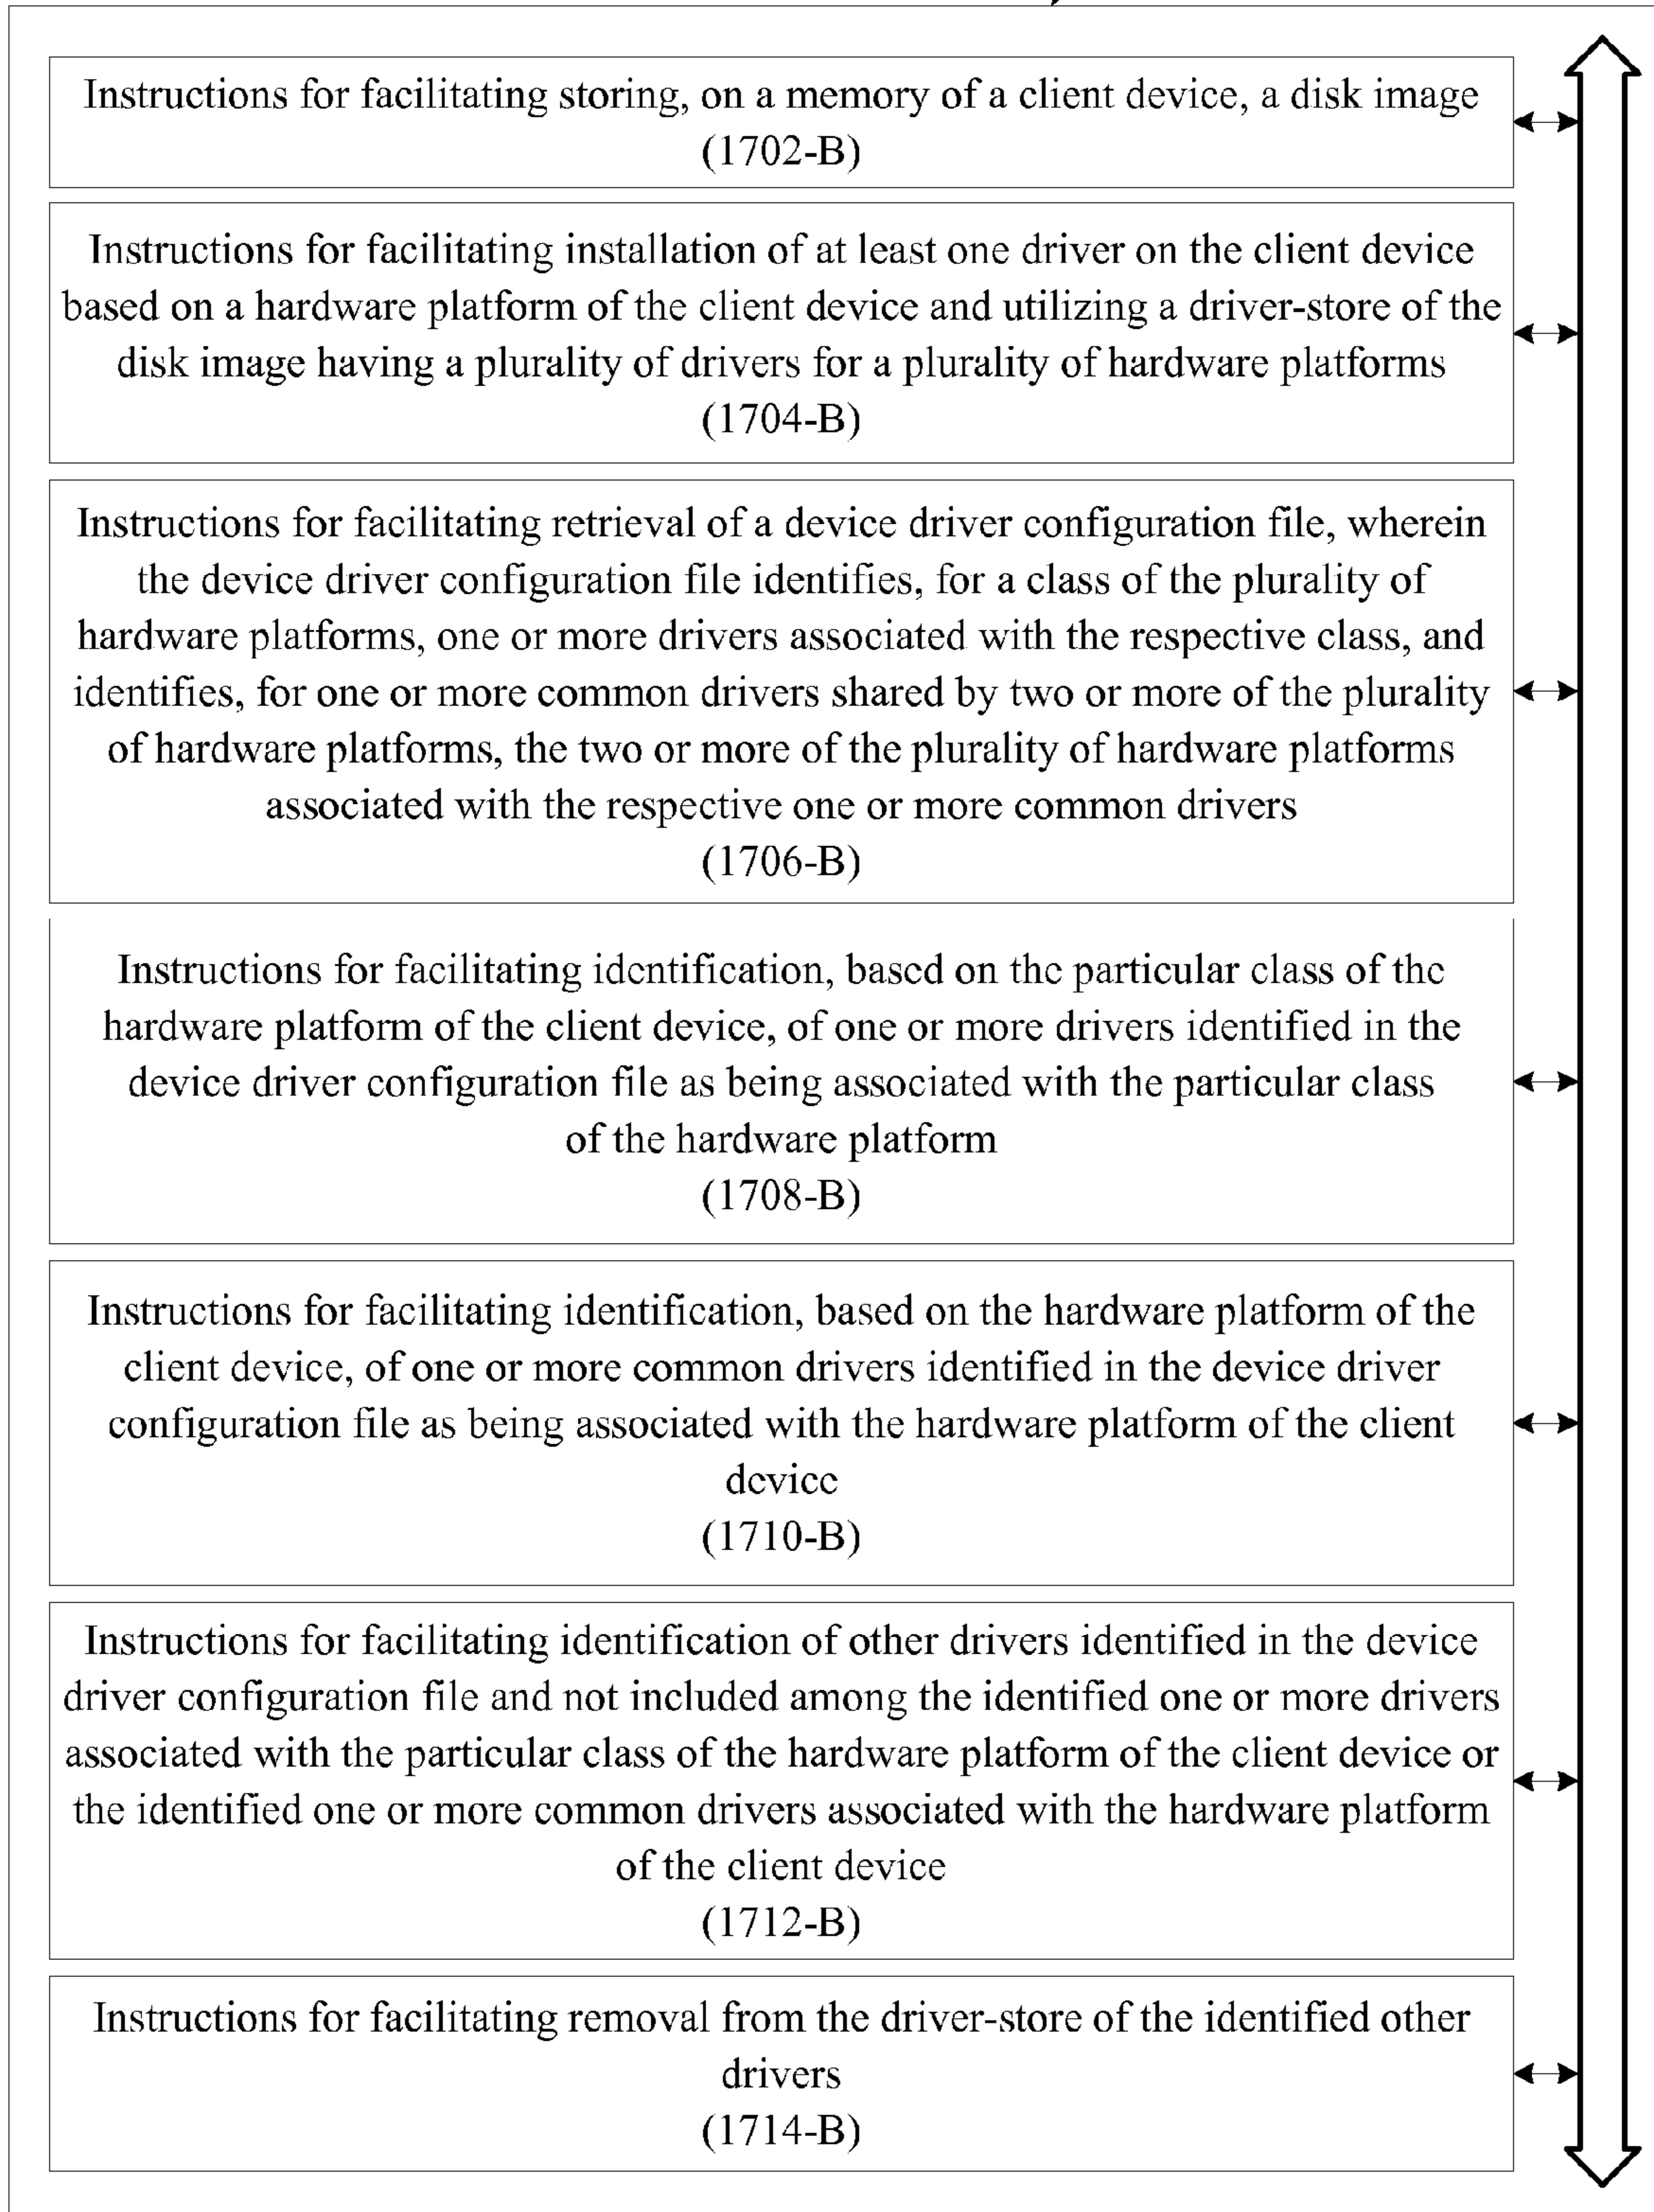 Instructions for facilitating storing, on a memory of a client device, a disk image
(1702-B)
Instructions for facilitating installation of at least one driver on the client device
based on a hardware platform of the client device and utilizing a driver-store of the
disk image having a plurality of drivers for a plurality of hardware platforms
(1704-B)
Instructions for facilitating retrieval of a device driver configuration file, wherein
the device driver configuration file identifies, for a class of the plurality of
hardware platforms, one or more drivers associated with the respective class, and
identifies, for one or more common drivers shared by two or more of the plurality
of hardware platforms, the two or more of the plurality of hardware platforms
associated with the respective one or more common drivers
(1706-B)
Instructions for facilitating identification, based on the particular class of the
hardware platform of the client device, of one or more drivers identified in the
device driver configuration file as being associated with the particular class
of the hardware platform
(1708-B)
Instructions for facilitating identification, based on the hardware platform of the
client device, of one or more common drivers identified in the device driver
configuration file as being associated with the hardware platform of the client
device
(1710-B)
Instructions for facilitating identification of other drivers identified in the device
driver configuration file and not included among the identified one or more drivers
associated with the particular class of the hardware platform of the client device or
the identified one or more common drivers associated with the hardware platform
of the client device
(1712-B)
Instructions for facilitating removal from the driver-store of the identified other
drivers
(1714-B)